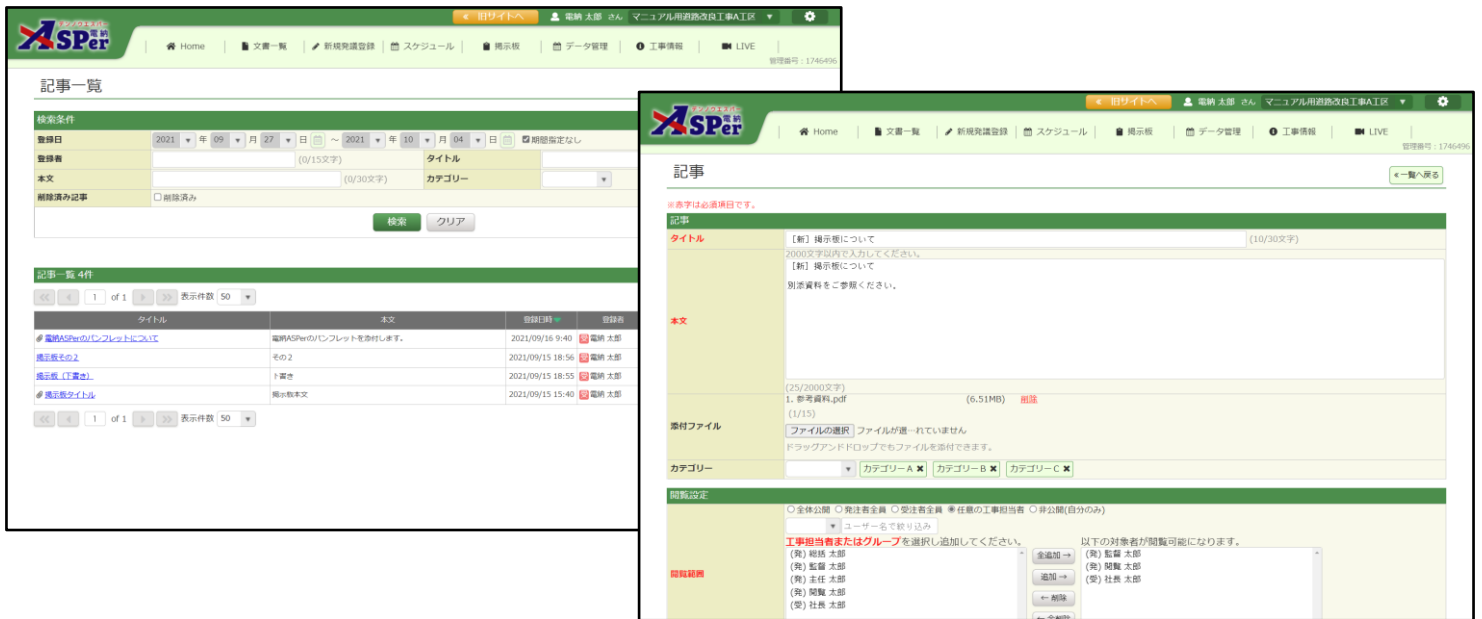 ≪ 旧サイトへ 電納 太郎 さん マニュアル用道路改良工事A工区
デンノウエスパー
ASPer 電納
Home 文書一覧 新規発議登録 スケジュール 掲示板 データ管理 工事情報 LIVE
管理番号 : 1746496
記事一覧
検索条件
登録日 2021 年 09 月 27 日 ～ 2021 年 10 月 04 日 期間指定なし
登録者 (0/15文字) タイトル
本文 (0/30文字) カテゴリー
削除済み記事 削除済み
検索 クリア
記事一覧 4件
1 of 1 表示件数 50
タイトル 本文 登録日時 登録者
電納ASPerのパンフレットについて 電納ASPerのパンフレットを添付します。 2021/09/16 9:40 受 電納 太郎
掲示板その２ その２ 2021/09/15 18:56 受 電納 太郎
掲示板（下書き） 下書き 2021/09/15 18:55 受 電納 太郎
掲示板タイトル 掲示板本文 2021/09/15 15:40 受 電納 太郎
1 of 1 表示件数 50
≪ 旧サイトへ 電納 太郎 さん マニュアル用道路改良工事A工区
デンノウエスパー
ASPer 電納
Home 文書一覧 新規発議登録 スケジュール 掲示板 データ管理 工事情報 LIVE
管理番号 : 1746496
記事
≪一覧へ戻る
※赤字は必須項目です。
記事
タイトル ［新］掲示板について (10/30文字)
2000文字以内で入力してください。
［新］掲示板について
別添資料をご参照ください。
本文
(25/2000文字)
1. 参考資料.pdf (6.51MB) 削除
(1/15)
添付ファイル
ファイルの選択 ファイルが選…れていません
ドラッグアンドドロップでもファイルを添付できます。
カテゴリー カテゴリーA ✖ カテゴリーB ✖ カテゴリーC ✖
閲覧設定
全体公開 発注者全員 受注者全員 任意の工事担当者 非公開(自分のみ)
ユーザー名で絞り込み
工事担当者またはグループを選択し追加してください。 以下の対象者が閲覧可能になります。
閲覧範囲
(発) 総括 太郎
(発) 監督 太郎
(発) 主任 太郎
(発) 閲覧 太郎
(受) 社長 太郎
全追加 →
追加 →
← 削除
← 全削除
(発) 監督 太郎
(発) 閲覧 太郎
(受) 社長 太郎